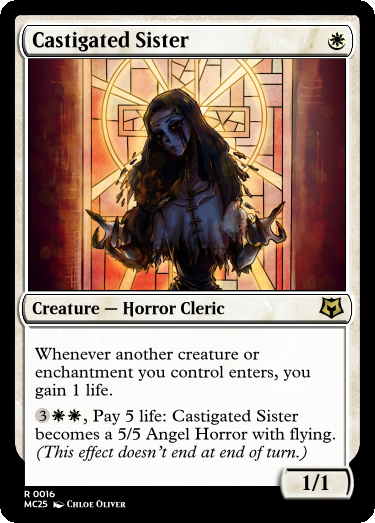 Castigated Sister
Creature — Horror Cleric
Whenever another creature or
enchantment you control enters, you
gain 1 life.
3, Pay 5 life: Castigated Sister
becomes a 5/5 Angel Horror with flying.
(This effect doesn't end at end of turn.)
1/1
R 0016
MC25 Chloe Oliver